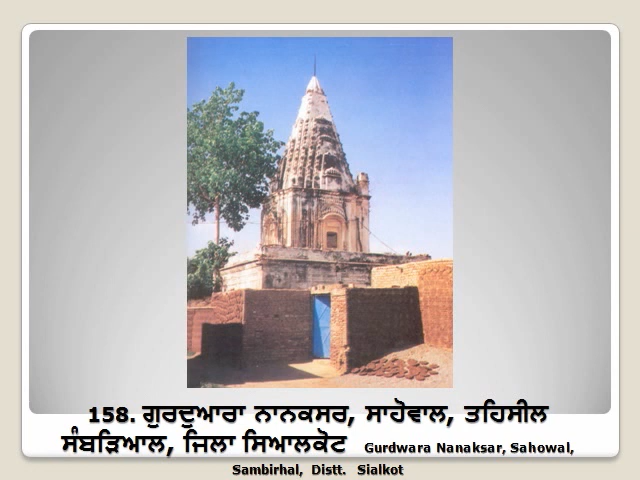 158. ਗੁਰਦੁਆਰਾ ਨਾਨਕਸਰ, ਸਾਹੋਵਾਲ, ਤਹਿਸੀਲ
ਸੰਬੜਿਆਲ, ਜਿਲਾ ਸਿਆਲਕੋਟ Gurdwara Nanaksar, Sahowal,
Sambirhal, Distt. Sialkot